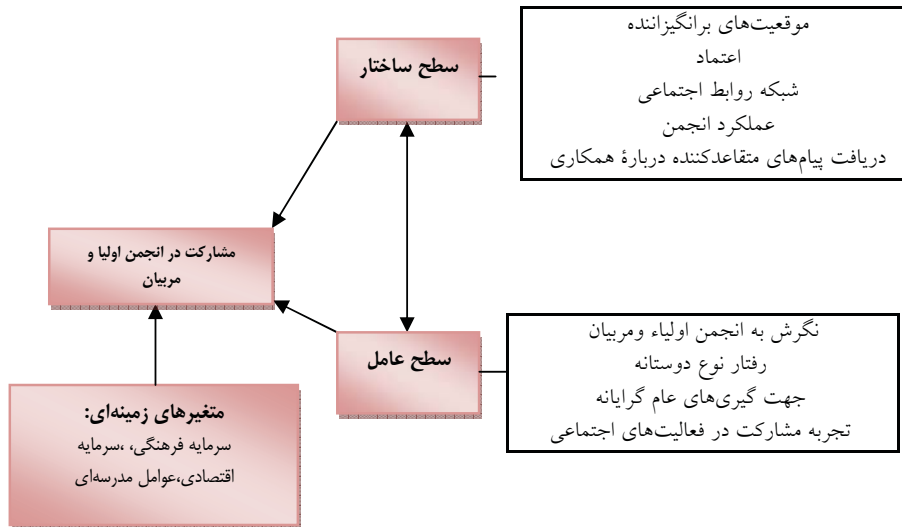 موقعیت‌های برانگیزاننده
اعتماد
شبکه روابط اجتماعی
عملکرد انجمن
دریافت پیام‌های متقاعدکننده دربارهٔ همکاری
سطح ساختار
مشارکت در انجمن اولیا و
مربیان
سطح عامل
نگرش به انجمن اولیاء ومربیان
رفتار نوع دوستانه
جهت گیری‌های عام گرایانه
تجربه مشارکت در فعالیت‌های اجتماعی
متغیرهای زمینه‌ای:
سرمایه فرهنگی، ،سرمایه
اقتصادی،عوامل مدرسه‌ای